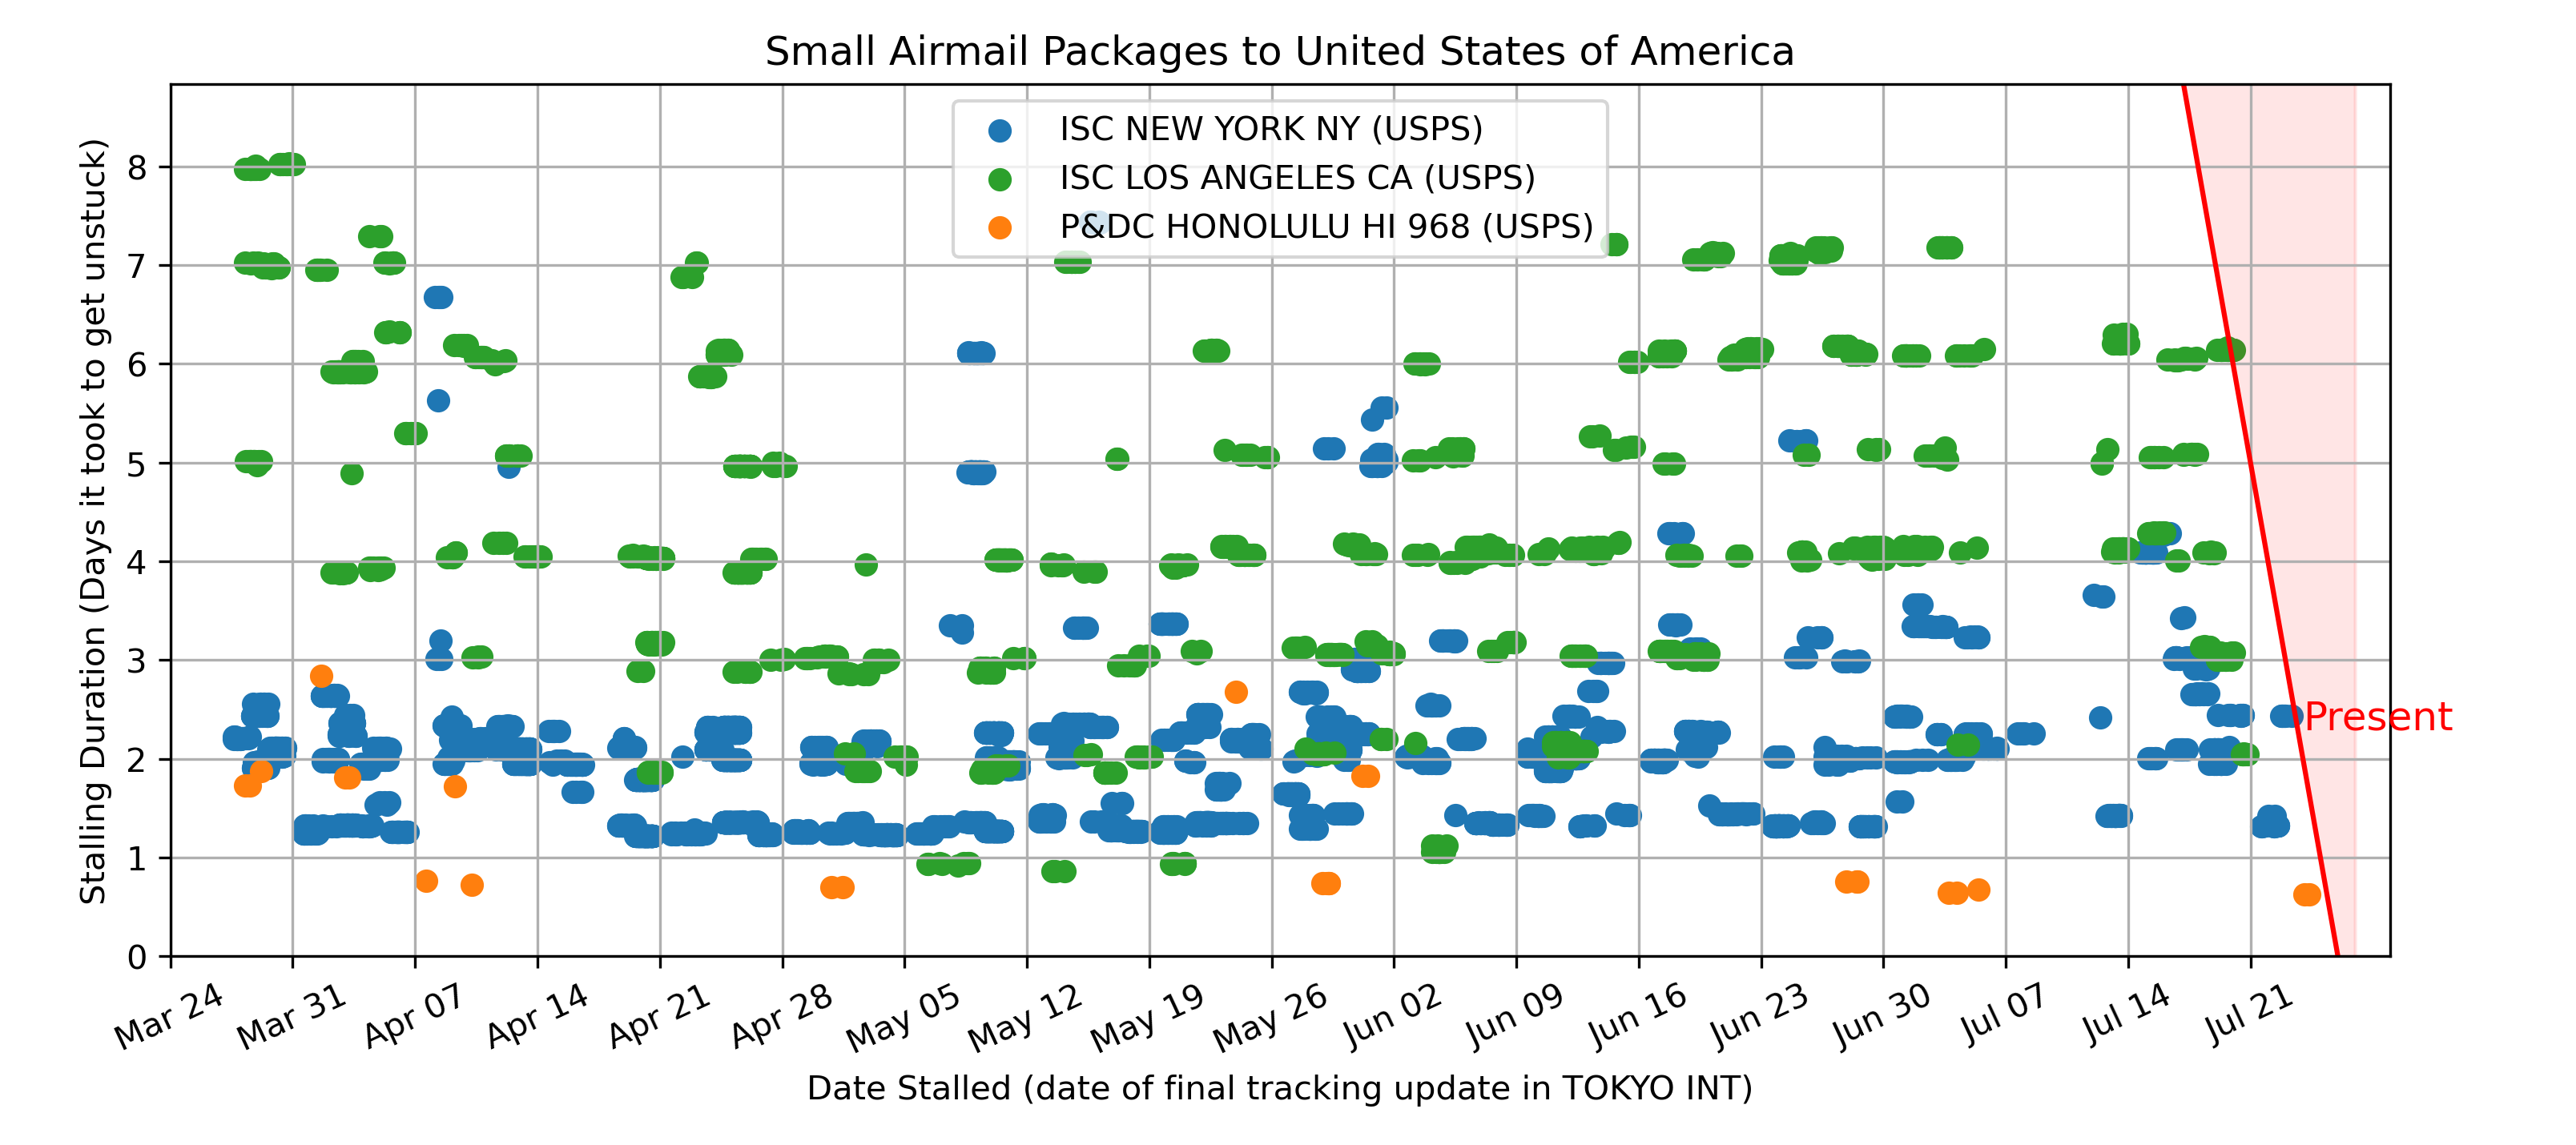 Small Airmail Packages to United States of America
ISC NEW YORK NY (USPS)
ISC LOS ANGELES CA (USPS)
P&DC HONOLULU HI 968 (USPS)
Stalling Duration (Days it took to get unstuck)
8
7
6
5
4
3
2
1
0
Present
Mar 24
Mar 31
Apr 07
Apr 14
Apr 21
Apr 28
May 05
May 12
May 19
May 26
Jun 02
Jun 09
Jun 16
Jun 23
Jun 30
Jul 07
Jul 14
Jul 21
Date Stalled (date of final tracking update in TOKYO INT)